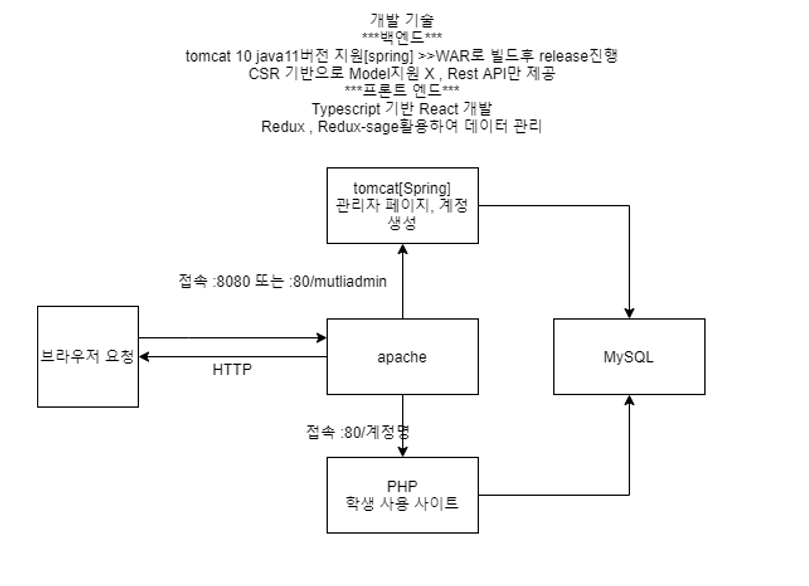 개발 기술
***백엔드***
tomcat 10 java11버전 지원[spring] >>WAR로 빌드후 release진행
CSR 기반으로 Model지원 X , Rest API만 제공
***프론트 엔드***
Typescript 기반 React 개발
Redux , Redux-sage활용하여 데이터 관리
tomcat[Spring]
관리자 페이지, 계정
생성
접속 :8080 또는 :80/mutliadmin
브라우저 요청
apache
MySQL
HTTP
접속 :80/계정명
PHP
학생 사용 사이트